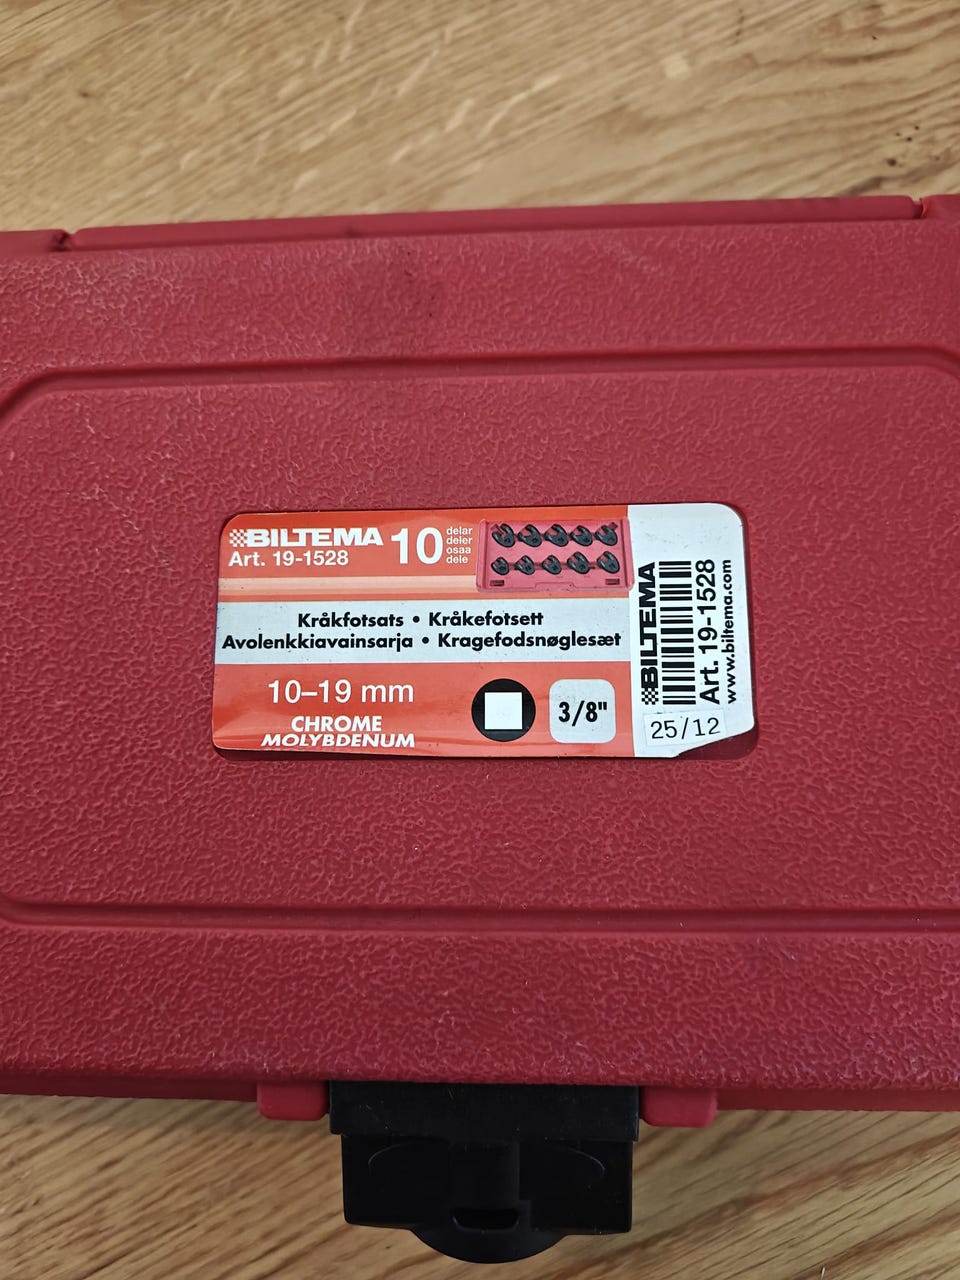 BILTEMA
Art. 19-1528
10
delar
deler
osaa
dele
Kråkfotsats • Kråkefotsett
Avolenkkiavainsarja • Kragefodsnøglesæt
10–19 mm
CHROME
MOLYBDENUM
3/8"
BILTEMA
Art. 19-1528
www.biltema.com
25/12